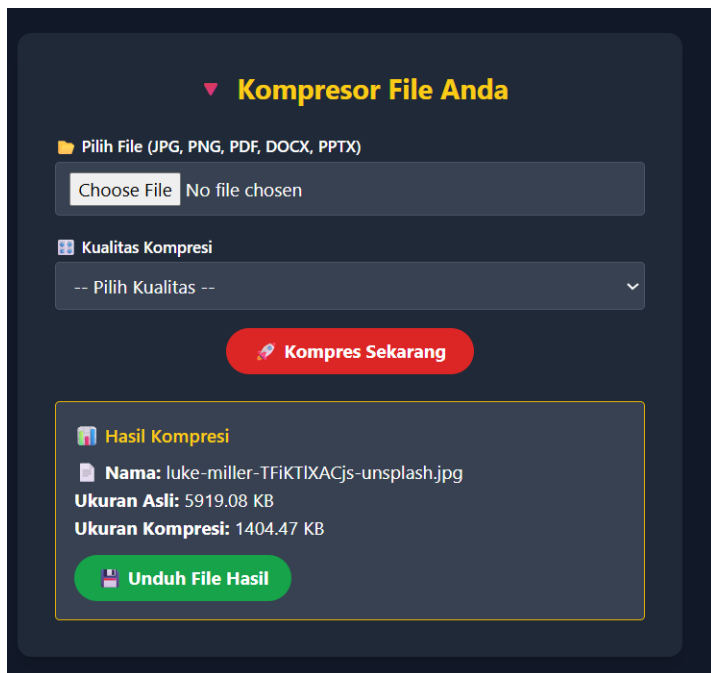 Kompresor File Anda
Pilih File (JPG, PNG, PDF, DOCX, PPTX)
Choose File No file chosen
Kualitas Kompresi
-- Pilih Kualitas --
Kompres Sekarang
Hasil Kompresi
Nama: luke-miller-TFiKTlXACjs-unsplash.jpg
Ukuran Asli: 5919.08 KB
Ukuran Kompresi: 1404.47 KB
Unduh File Hasil